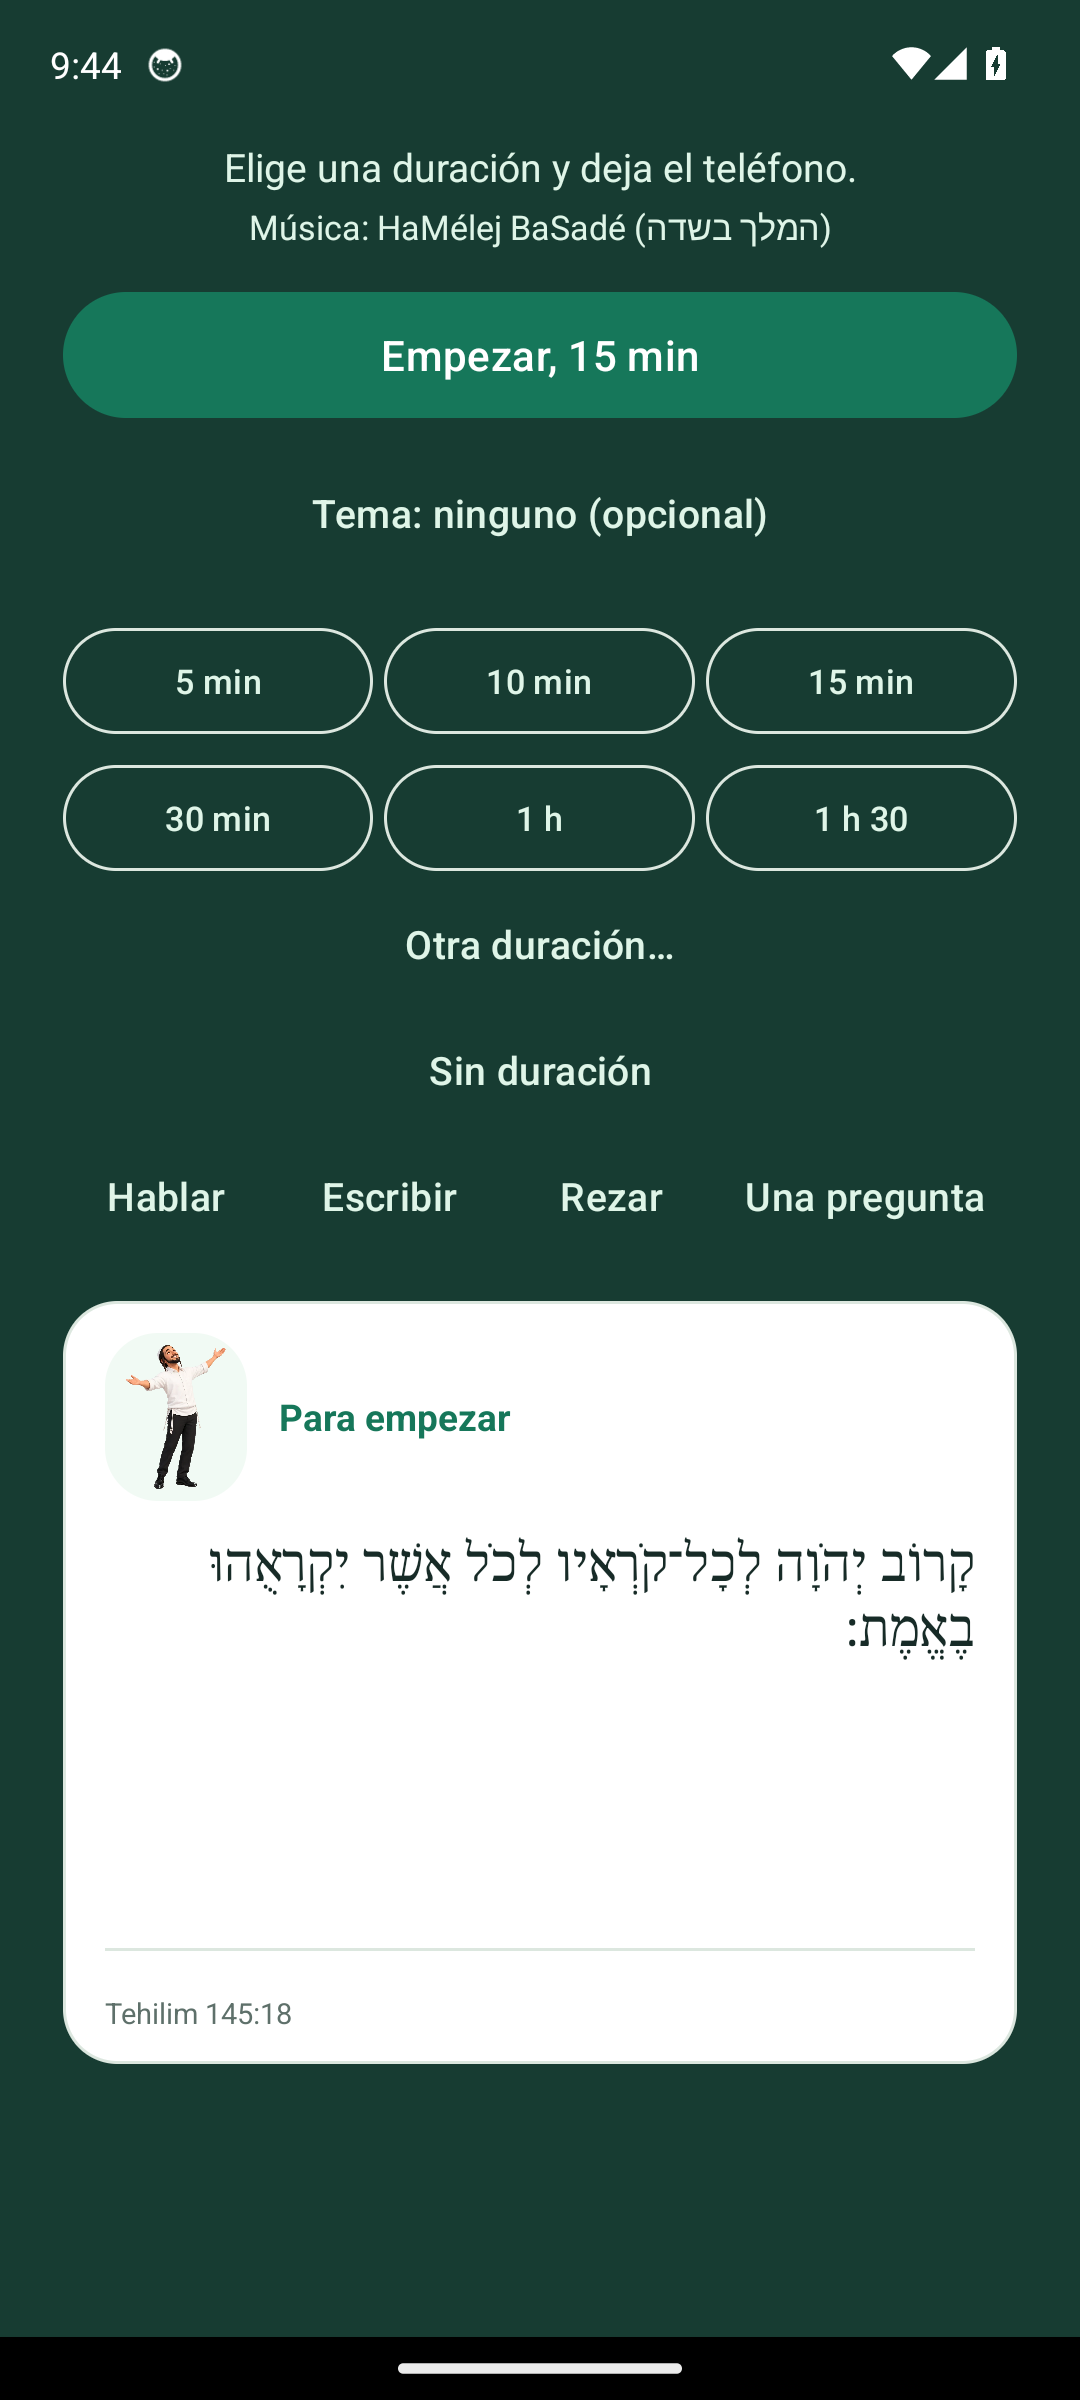 9:44
Elige una duración y deja el teléfono.
Música: HaMélej BaSadé (המלך בשדה)
Empezar, 15 min
Tema: ninguno (opcional)
5 min
10 min
15 min
30 min
1 h
1 h 30
Otra duración…
Sin duración
Hablar
Escribir
Rezar
Una pregunta
Para empezar
קָרוֹב יְהֹוָה לְכָל־קֹרְאָיו לְכֹל אֲשֶׁר יִקְרָאֻהוּ
בֶאֱמֶת׃
Tehilim 145:18